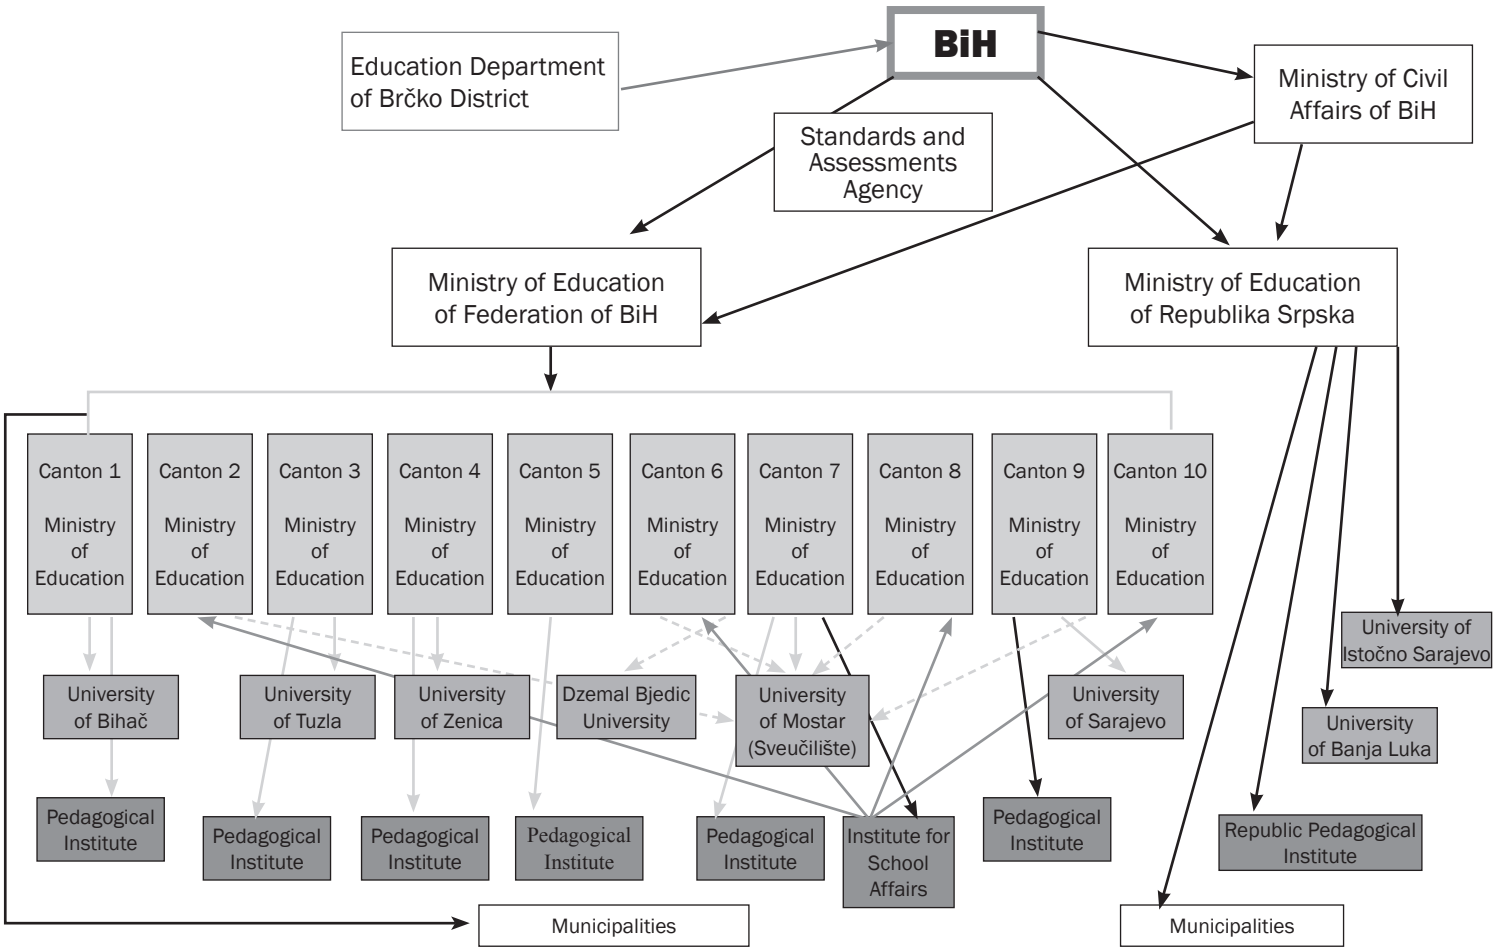 BiH
Education Department
of Brčko District
Ministry of Civil
Affairs of BiH
Standards and
Assessments
Agency
Ministry of Education
of Federation of BiH
Ministry of Education
of Republika Srpska
Canton 1
Ministry
of
Education
Canton 2
Ministry
of
Education
Canton 3
Ministry
of
Education
Canton 4
Ministry
of
Education
Canton 5
Ministry
of
Education
Canton 6
Ministry
of
Education
Canton 7
Ministry
of
Education
Canton 8
Ministry
of
Education
Canton 9
Ministry
of
Education
Canton 10
Ministry
of
Education
University of
Istočno Sarajevo
University
of Bihač
University
of Tuzla
University
of Zenica
Dzemal Bjedic
University
University
of Mostar
(Sveučilište)
University
of Sarajevo
University
of Banja Luka
Pedagogical
Institute
Pedagogical
Institute
Pedagogical
Institute
Pedagogical
Institute
Pedagogical
Institute
Institute for
School
Affairs
Pedagogical
Institute
Republic Pedagogical
Institute
Municipalities
Municipalities